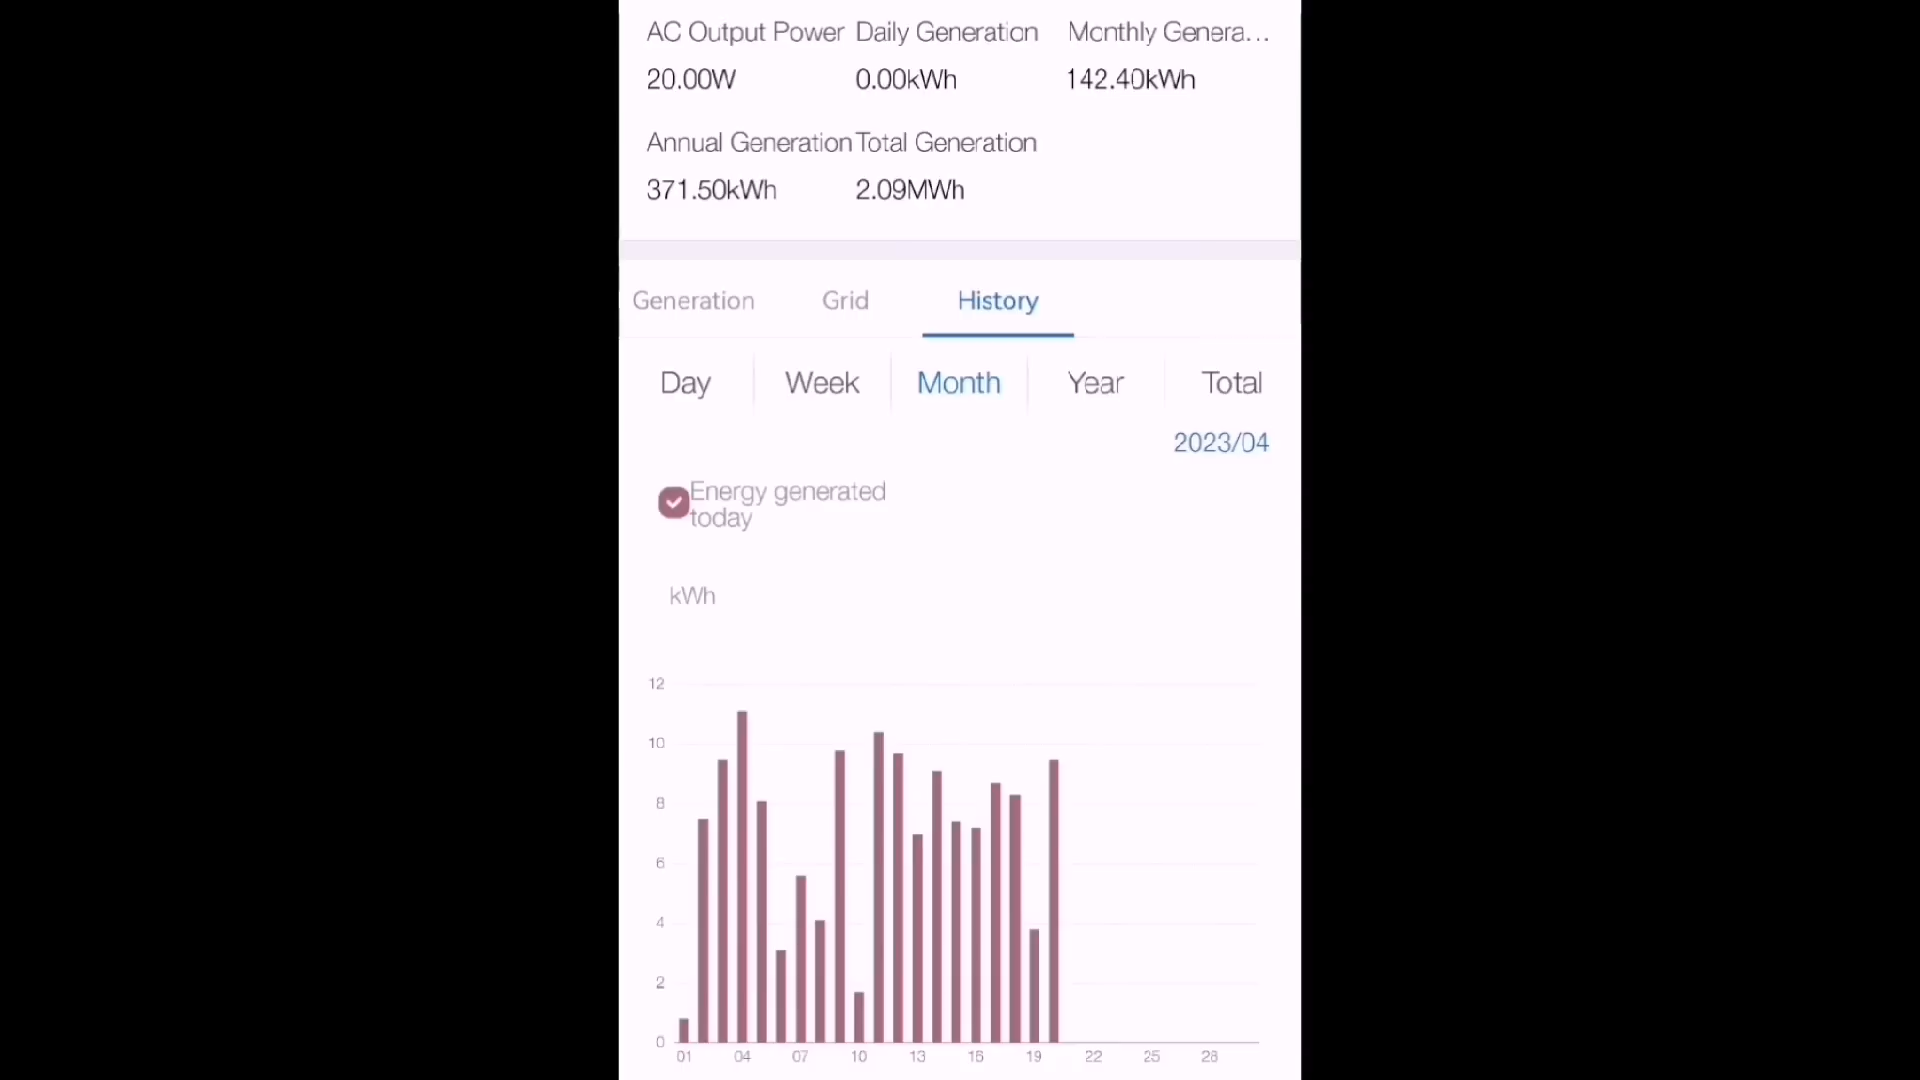 AC Output Power Daily Generation Monthly Genera...
20.00W 0.00kWh 142.40kWh
Annual Generation Total Generation
371.50kWh 2.09MWh
Generation Grid History
Day Week Month Year Total
2023/04
Energy generated
today
kWh
12
10
8
6
4
2
0
01 04 07 10 13 16 19 22 25 28